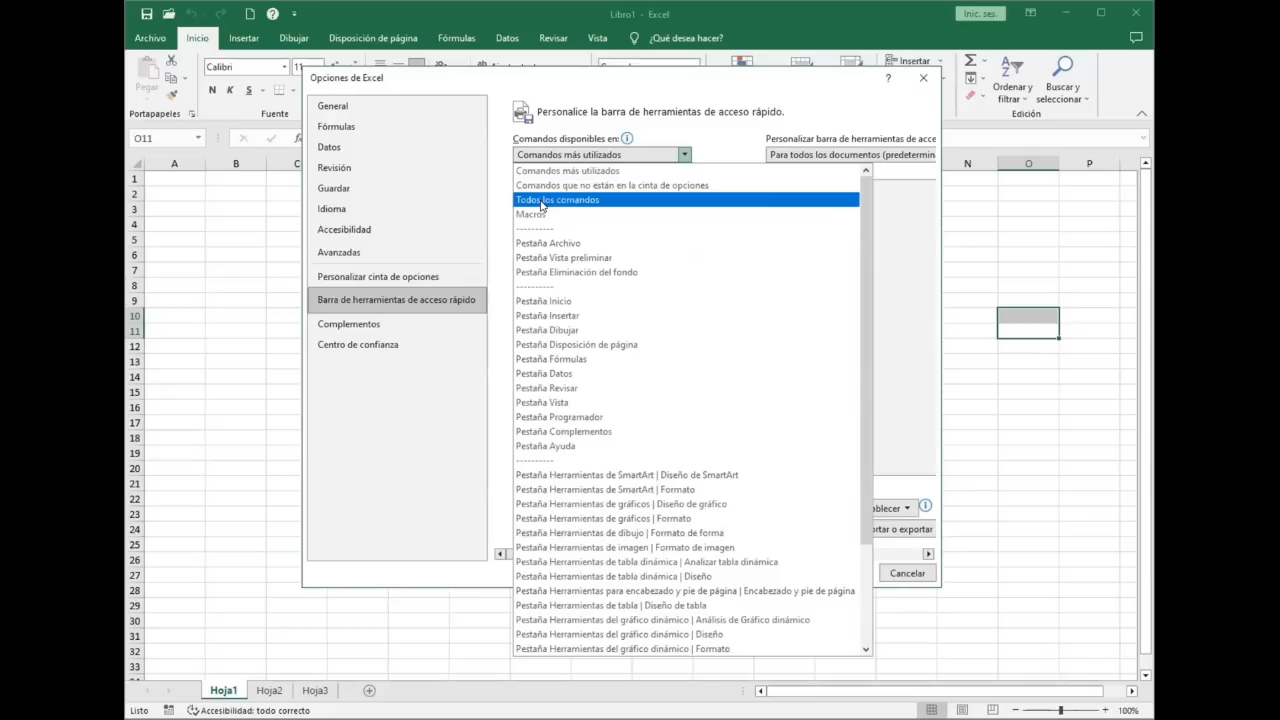 Libro1 - Excel
Inic. ses.
Archivo
Inicio
Insertar
Dibujar
Disposición de página
Fórmulas
Datos
Revisar
Vista
¿Qué desea hacer?
Pegar
Portapapeles
Calibri
11
N K S
Fuente
Insertar
Ordenar y
filtrar
Buscar y
seleccionar
Edición
O11
Opciones de Excel
General
Fórmulas
Datos
Revisión
Guardar
Idioma
Accesibilidad
Avanzadas
Personalizar cinta de opciones
Barra de herramientas de acceso rápido
Complementos
Centro de confianza
Personalice la barra de herramientas de acceso rápido.
Comandos disponibles en:
Comandos más utilizados
Personalizar barra de herramientas de acce
Para todos los documentos (predetermin
Comandos más utilizados
Comandos que no están en la cinta de opciones
Todos los comandos
Macros
----------
Pestaña Archivo
Pestaña Vista preliminar
Pestaña Eliminación del fondo
----------
Pestaña Inicio
Pestaña Insertar
Pestaña Dibujar
Pestaña Disposición de página
Pestaña Fórmulas
Pestaña Datos
Pestaña Revisar
Pestaña Vista
Pestaña Programador
Pestaña Complementos
Pestaña Ayuda
----------
Pestaña Herramientas de SmartArt | Diseño de SmartArt
Pestaña Herramientas de SmartArt | Formato
Pestaña Herramientas de gráficos | Diseño de gráfico
Pestaña Herramientas de gráficos | Formato
Pestaña Herramientas de dibujo | Formato de forma
Pestaña Herramientas de imagen | Formato de imagen
Pestaña Herramientas de tabla dinámica | Analizar tabla dinámica
Pestaña Herramientas de tabla dinámica | Diseño
Pestaña Herramientas para encabezado y pie de página | Encabezado y pie de página
Pestaña Herramientas de tabla | Diseño de tabla
Pestaña Herramientas del gráfico dinámico | Análisis de Gráfico dinámico
Pestaña Herramientas del gráfico dinámico | Diseño
Pestaña Herramientas del gráfico dinámico | Formato
ablecer
ortar o exportar
Cancelar
A B C N O P
1
2
3
4
5
6
7
8
9
10
11
12
13
14
15
16
17
18
19
20
21
22
23
24
25
26
27
28
29
30
31
32
33
Hoja1
Hoja2
Hoja3
Listo
Accesibilidad: todo correcto
100%